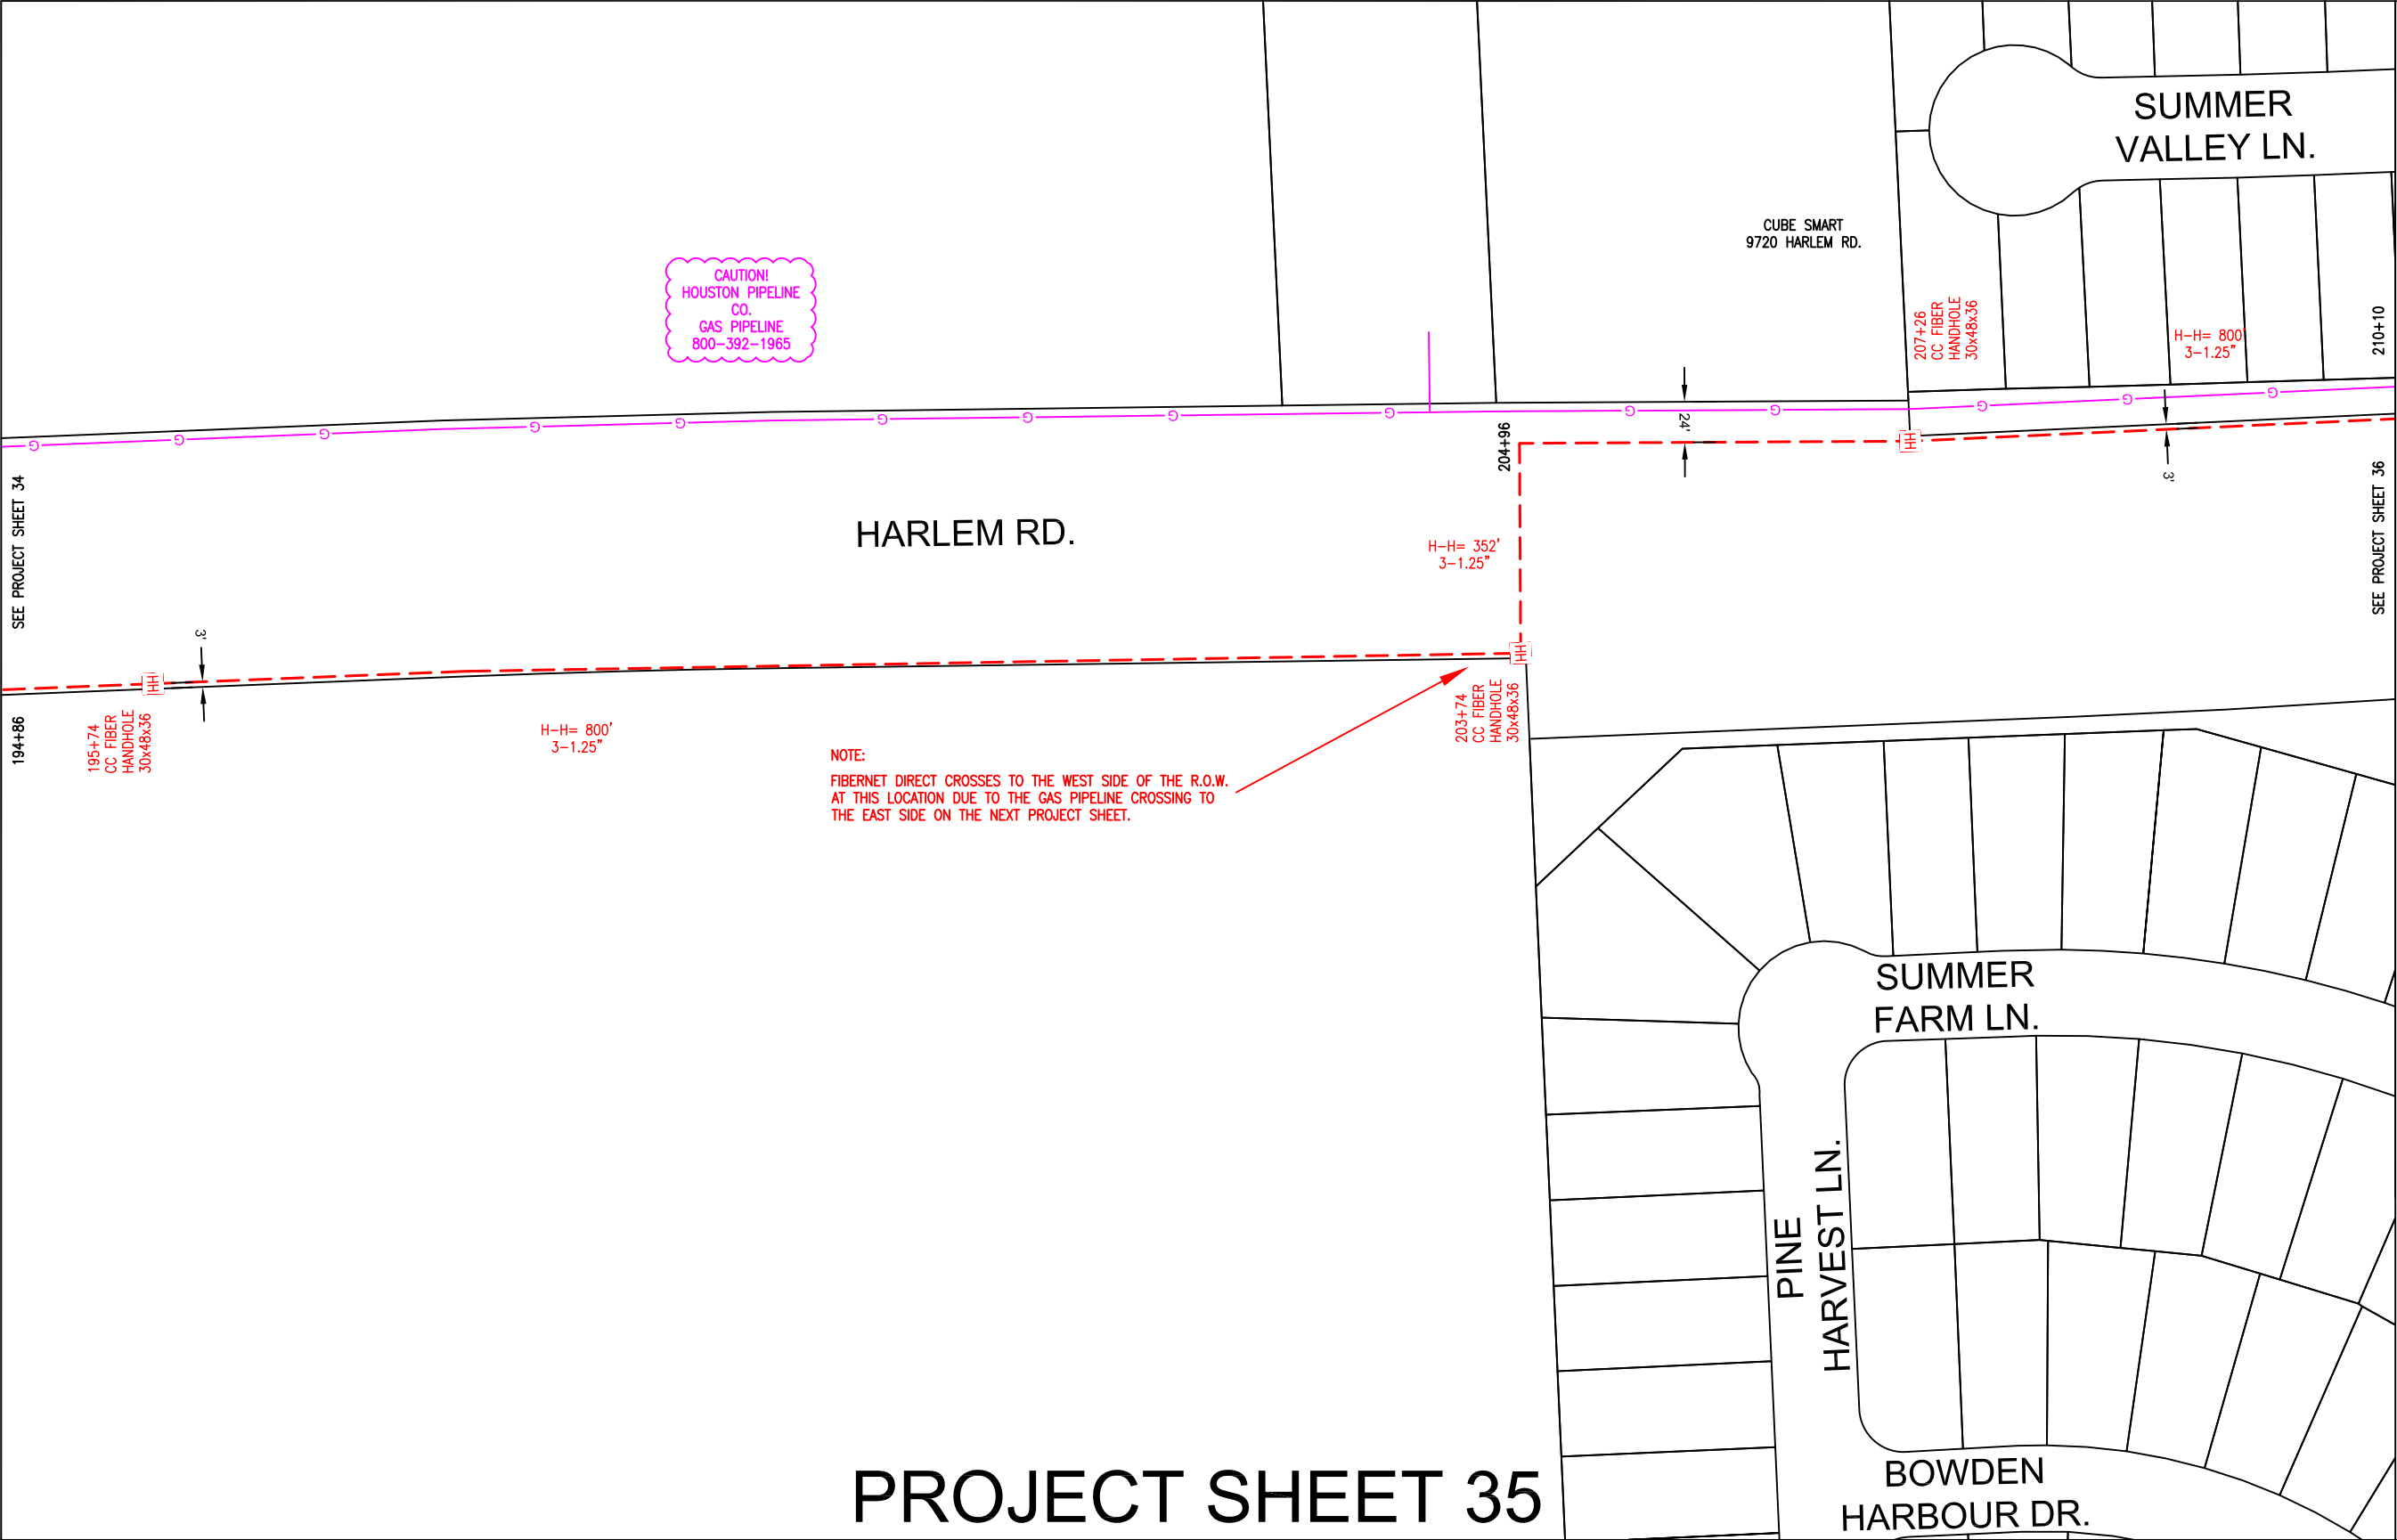 SUMMER
VALLEY LN.
CUBE SMART
9720 HARLEM RD.
CAUTION!
HOUSTON PIPELINE
CO.
GAS PIPELINE
800-392-1965
207+26
CC FIBER
HANDHOLE
30x48x36
H-H= 800'
3-1.25"
210+10
G G G G G G G G G G G G G
24'
3'
204+96
HH
SEE PROJECT SHEET 34
HARLEM RD.
H-H= 352'
3-1.25"
SEE PROJECT SHEET 36
3'
HH
HH
194+86
195+74
CC FIBER
HANDHOLE
30x48x36
H-H= 800'
3-1.25"
203+74
CC FIBER
HANDHOLE
30x48x36
NOTE:
FIBERNET DIRECT CROSSES TO THE WEST SIDE OF THE R.O.W.
AT THIS LOCATION DUE TO THE GAS PIPELINE CROSSING TO
THE EAST SIDE ON THE NEXT PROJECT SHEET.
SUMMER
FARM LN.
PINE
HARVEST LN.
BOWDEN
HARBOUR DR.
PROJECT SHEET 35